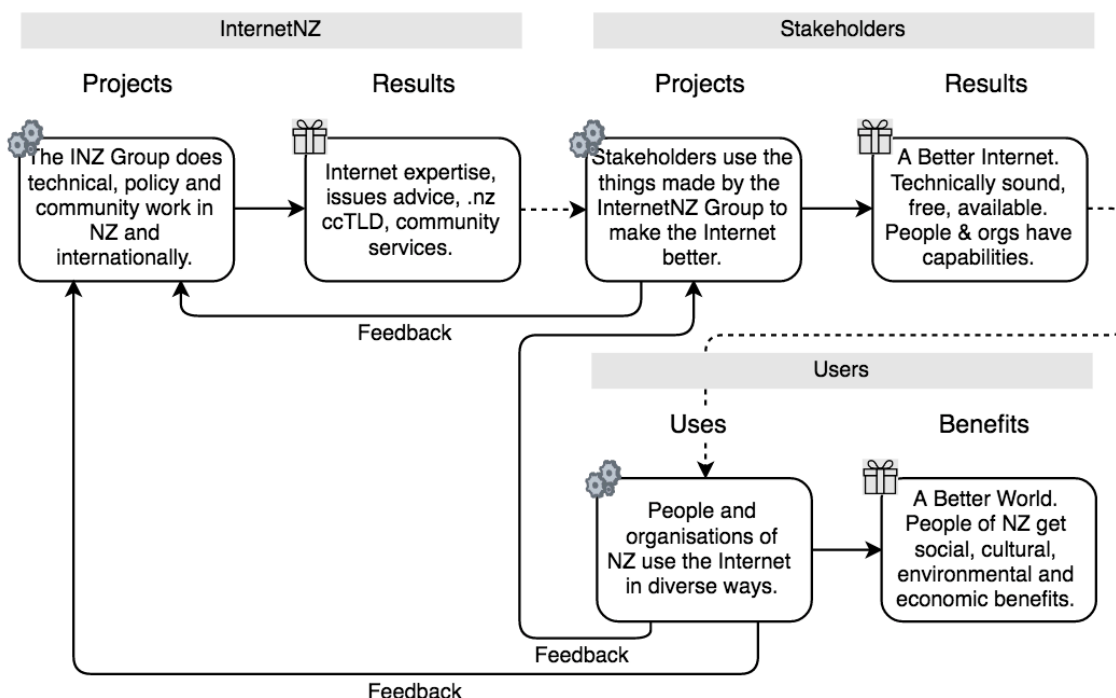 InternetNZ
Stakeholders
Projects
Results
Projects
Results
The INZ Group does
technical, policy and
community work in
NZ and
internationally.
Internet expertise,
issues advice, .nz
ccTLD, community
services.
Stakeholders use the
things made by the
InternetNZ Group to
make the Internet
better.
A Better Internet.
Technically sound,
free, available.
People & orgs have
capabilities.
Feedback
Users
Uses
Benefits
People and
organisations of
NZ use the Internet
in diverse ways.
A Better World.
People of NZ get
social, cultural,
environmental and
economic benefits.
Feedback
Feedback